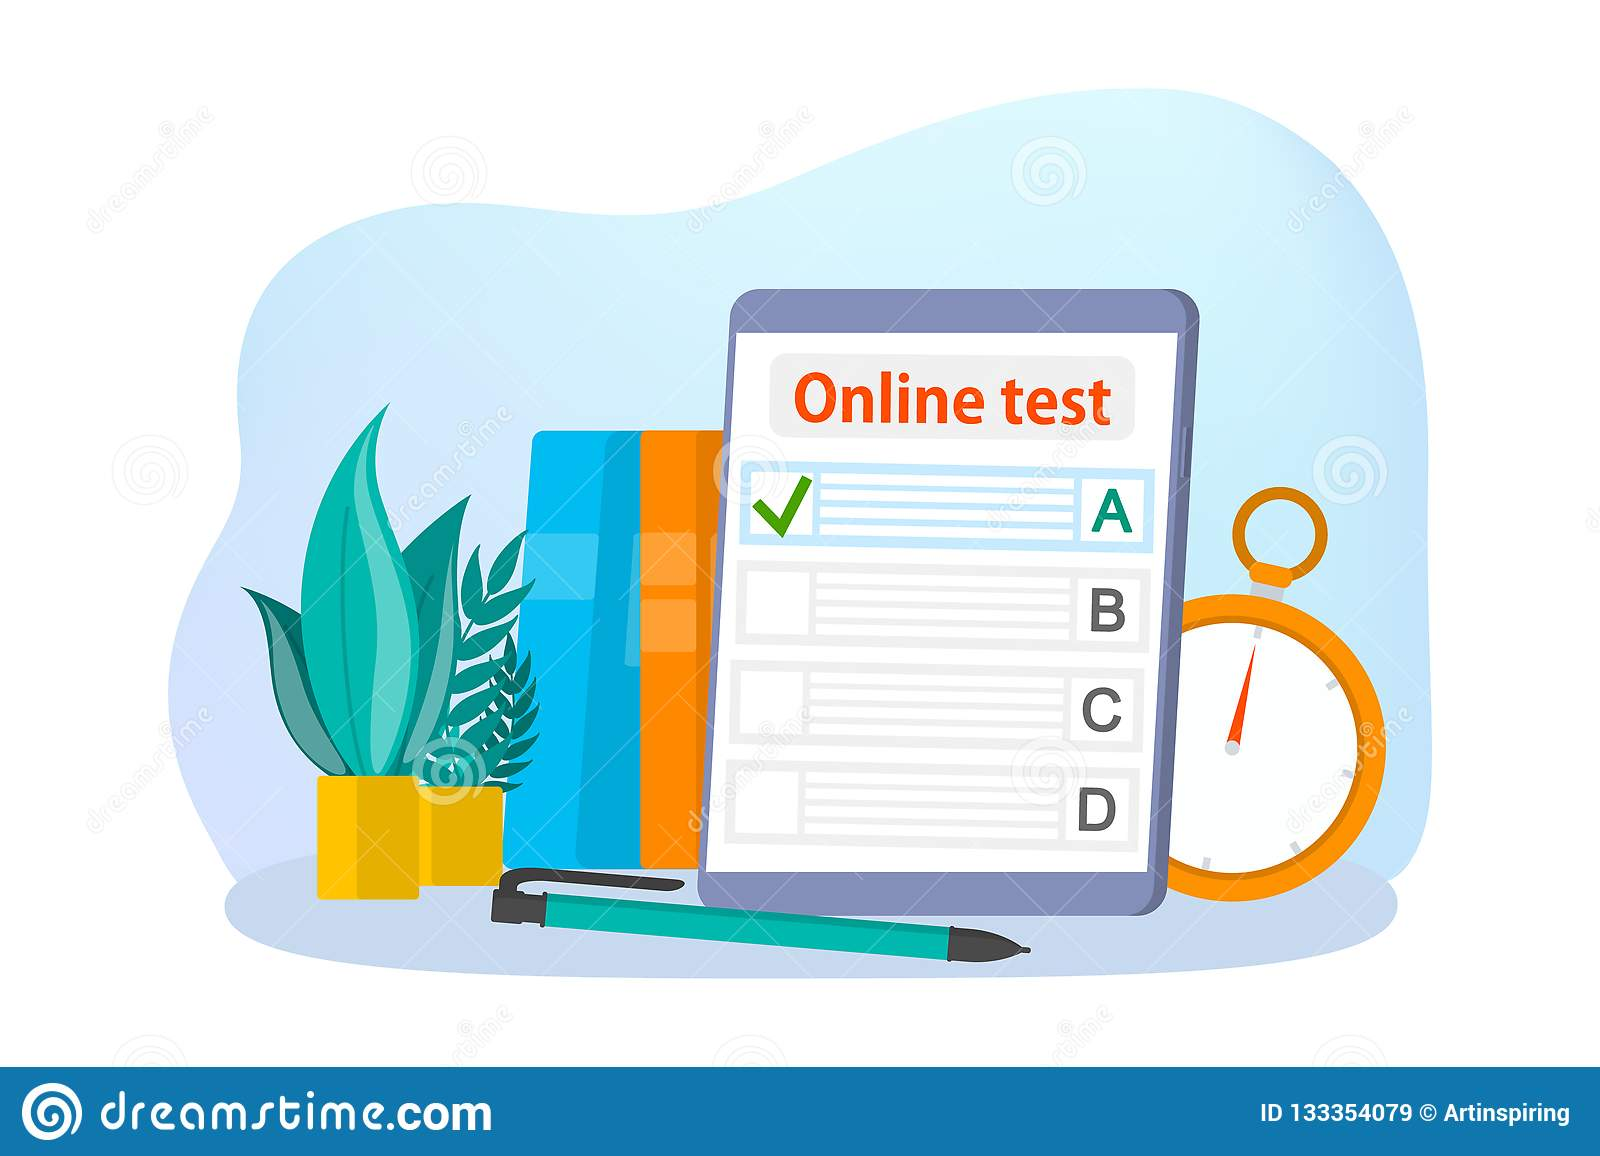 Online test
A
B
C
D
dreamstime.com
ID 133354079 © Artinspiring